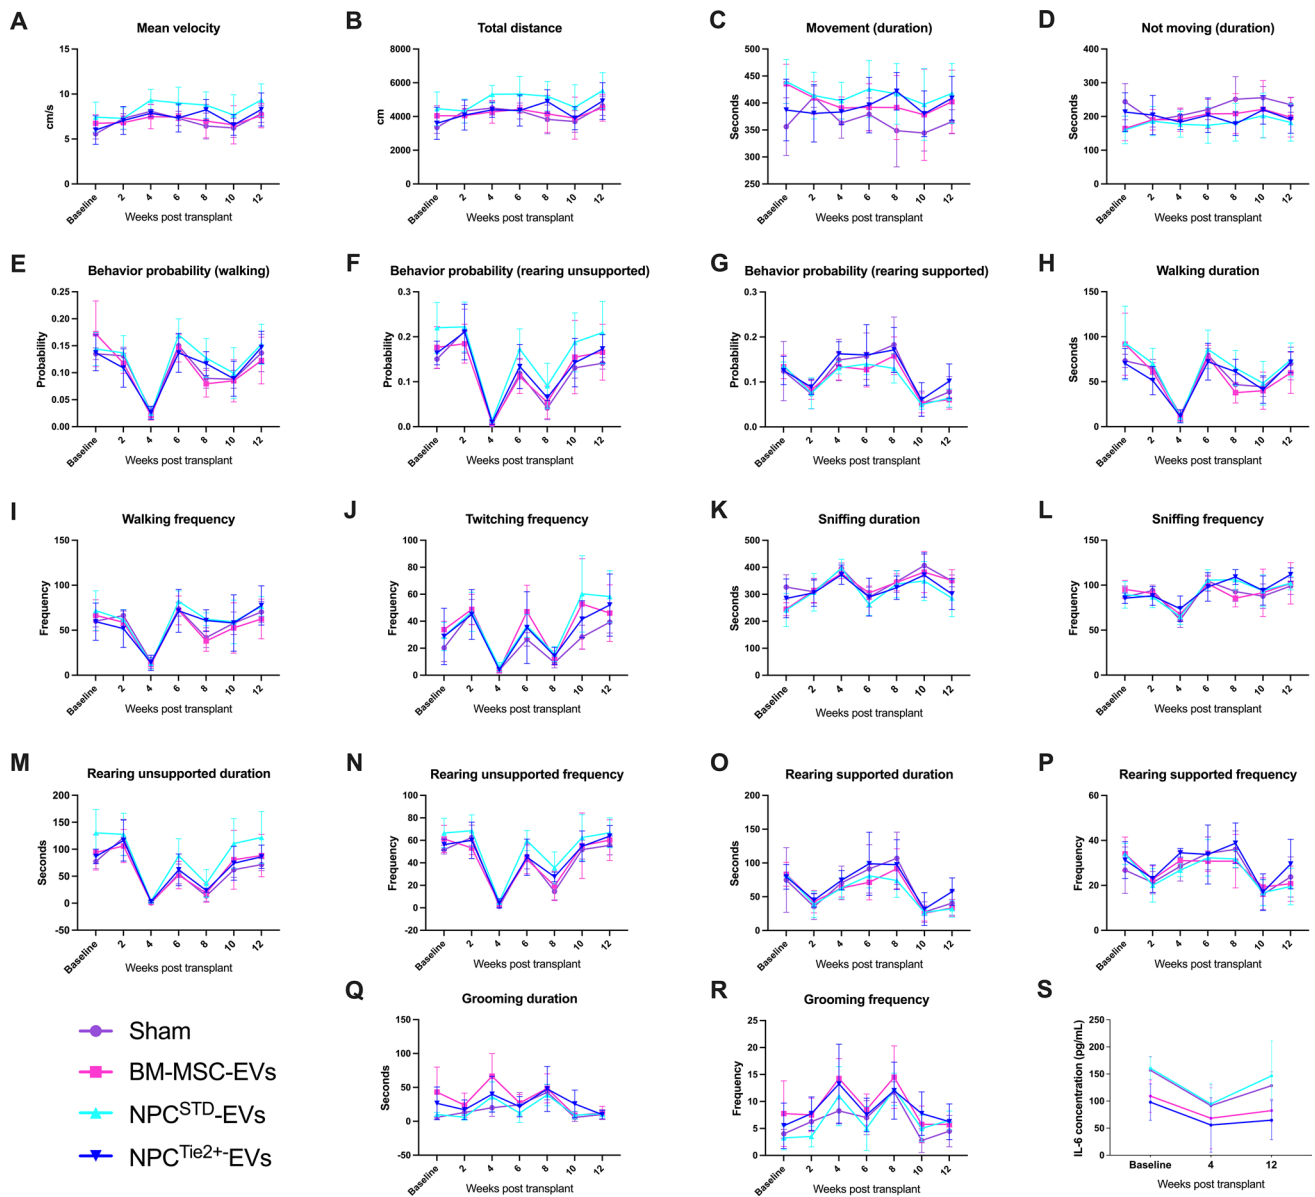 A
Mean velocity
cm/s
15
10
5
0
Baseline
2
4
6
8
10
12
Weeks post transplant
B
Total distance
cm
8000
6000
4000
2000
0
Baseline
2
4
6
8
10
12
Weeks post transplant
C
Movement (duration)
Seconds
500
450
400
350
300
250
Baseline
2
4
6
8
10
12
Weeks post transplant
D
Not moving (duration)
Seconds
400
300
200
100
0
Baseline
2
4
6
8
10
12
Weeks post transplant
E
Behavior probability (walking)
Probability
0.25
0.20
0.15
0.10
0.05
0.00
Baseline
2
4
6
8
10
12
Weeks post transplant
F
Behavior probability (rearing unsupported)
Probability
0.3
0.2
0.1
0.0
Baseline
2
4
6
8
10
12
Weeks post transplant
G
Behavior probability (rearing supported)
Probability
0.3
0.2
0.1
0.0
Baseline
2
4
6
8
10
12
Weeks post transplant
H
Walking duration
Seconds
150
100
50
0
Baseline
2
4
6
8
10
12
Weeks post transplant
I
Walking frequency
Frequency
150
100
50
0
Baseline
2
4
6
8
10
12
Weeks post transplant
J
Twitching frequency
Frequency
100
80
60
40
20
0
Baseline
2
4
6
8
10
12
Weeks post transplant
K
Sniffing duration
Seconds
500
400
300
200
100
0
Baseline
2
4
6
8
10
12
Weeks post transplant
L
Sniffing frequency
Frequency
150
100
50
0
Baseline
2
4
6
8
10
12
Weeks post transplant
M
Rearing unsupported duration
Seconds
200
150
100
50
0
-50
Baseline
2
4
6
8
10
12
Weeks post transplant
N
Rearing unsupported frequency
Frequency
100
80
60
40
20
0
-20
Baseline
2
4
6
8
10
12
Weeks post transplant
O
Rearing supported duration
Seconds
200
150
100
50
0
Baseline
2
4
6
8
10
12
Weeks post transplant
P
Rearing supported frequency
Frequency
60
40
20
0
Baseline
2
4
6
8
10
12
Weeks post transplant
Sham
BM-MSC-EVs
NPCSTD-EVs
NPCTie2+-EVs
Q
Grooming duration
Seconds
150
100
50
0
-50
Baseline
2
4
6
8
10
12
Weeks post transplant
R
Grooming frequency
Frequency
25
20
15
10
5
0
Baseline
2
4
6
8
10
12
Weeks post transplant
S
IL-6 concentration (pg/mL)
250
200
150
100
50
0
Baseline
4
12
Weeks post transplant